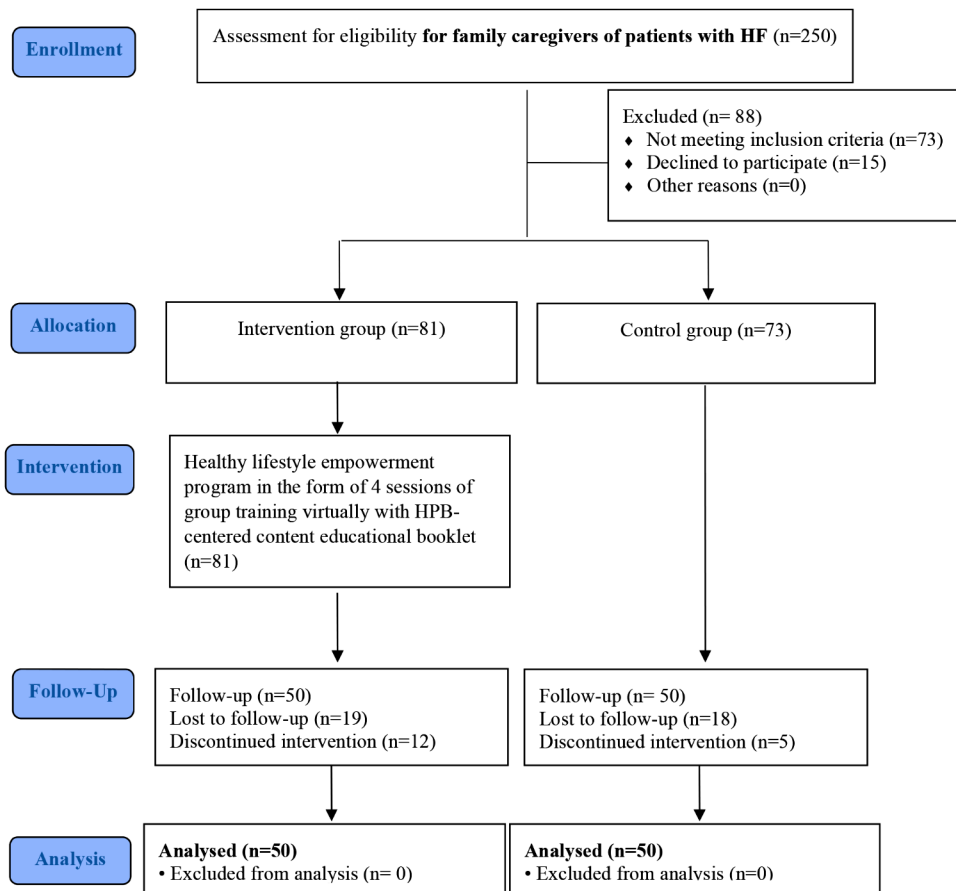 Enrollment
Assessment for eligibility for family caregivers of patients with HF (n=250)
Excluded (n= 88)
♦ Not meeting inclusion criteria (n=73)
♦ Declined to participate (n=15)
♦ Other reasons (n=0)
Allocation
Intervention group (n=81)
Control group (n=73)
Intervention
Healthy lifestyle empowerment
program in the form of 4 sessions of
group training virtually with HPB-
centered content educational booklet
(n=81)
Follow-Up
Follow-up (n=50)
Lost to follow-up (n=19)
Discontinued intervention (n=12)
Follow-up (n= 50)
Lost to follow-up (n=18)
Discontinued intervention (n=5)
Analysis
Analysed (n=50)
• Excluded from analysis (n= 0)
Analysed (n=50)
• Excluded from analysis (n=0)